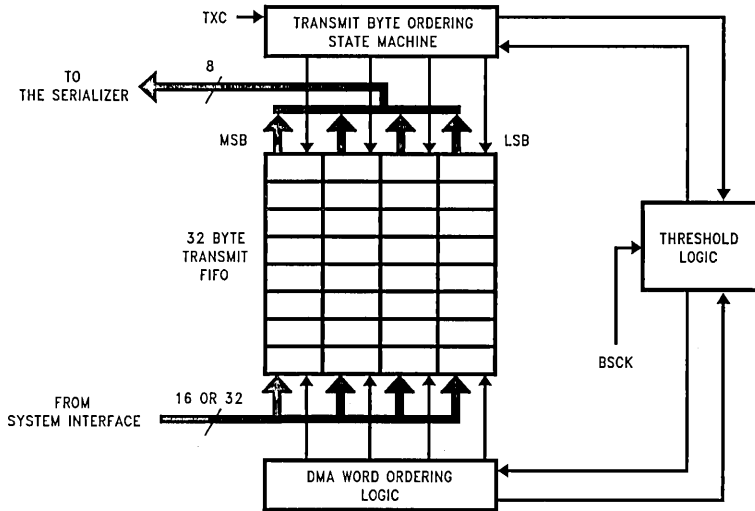 TXC
TRANSMIT BYTE ORDERING
STATE MACHINE
TO
THE SERIALIZER
8
MSB
LSB
32 BYTE
TRANSMIT
FIFO
THRESHOLD
LOGIC
BSCK
FROM
SYSTEM INTERFACE
16 OR 32
DMA WORD ORDERING
LOGIC